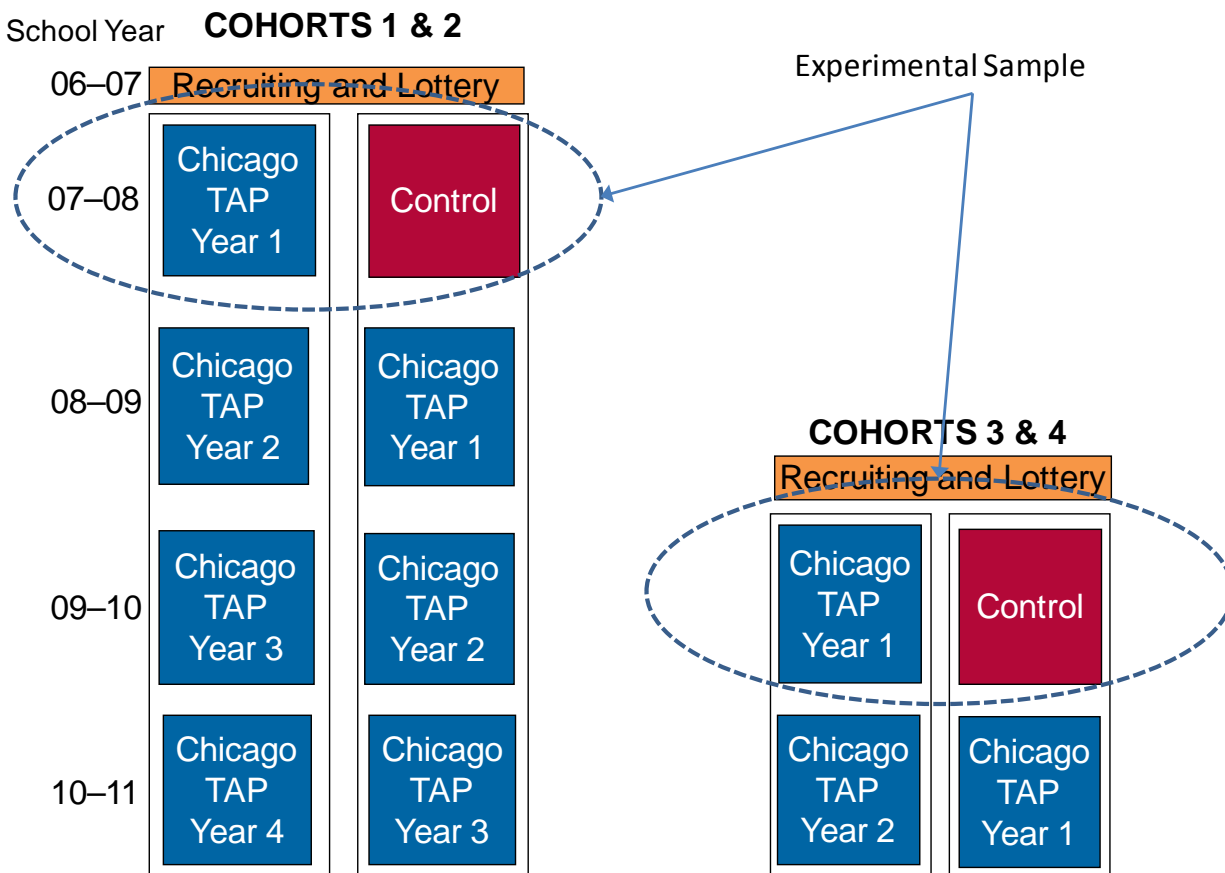 School Year
COHORTS 1 & 2
06–07
Recruiting and Lottery
Experimental Sample
07–08
Chicago
TAP
Year 1
Control
08–09
Chicago
TAP
Year 2
Chicago
TAP
Year 1
COHORTS 3 & 4
Recruiting and Lottery
09–10
Chicago
TAP
Year 3
Chicago
TAP
Year 2
Chicago
TAP
Year 1
Control
10–11
Chicago
TAP
Year 4
Chicago
TAP
Year 3
Chicago
TAP
Year 2
Chicago
TAP
Year 1